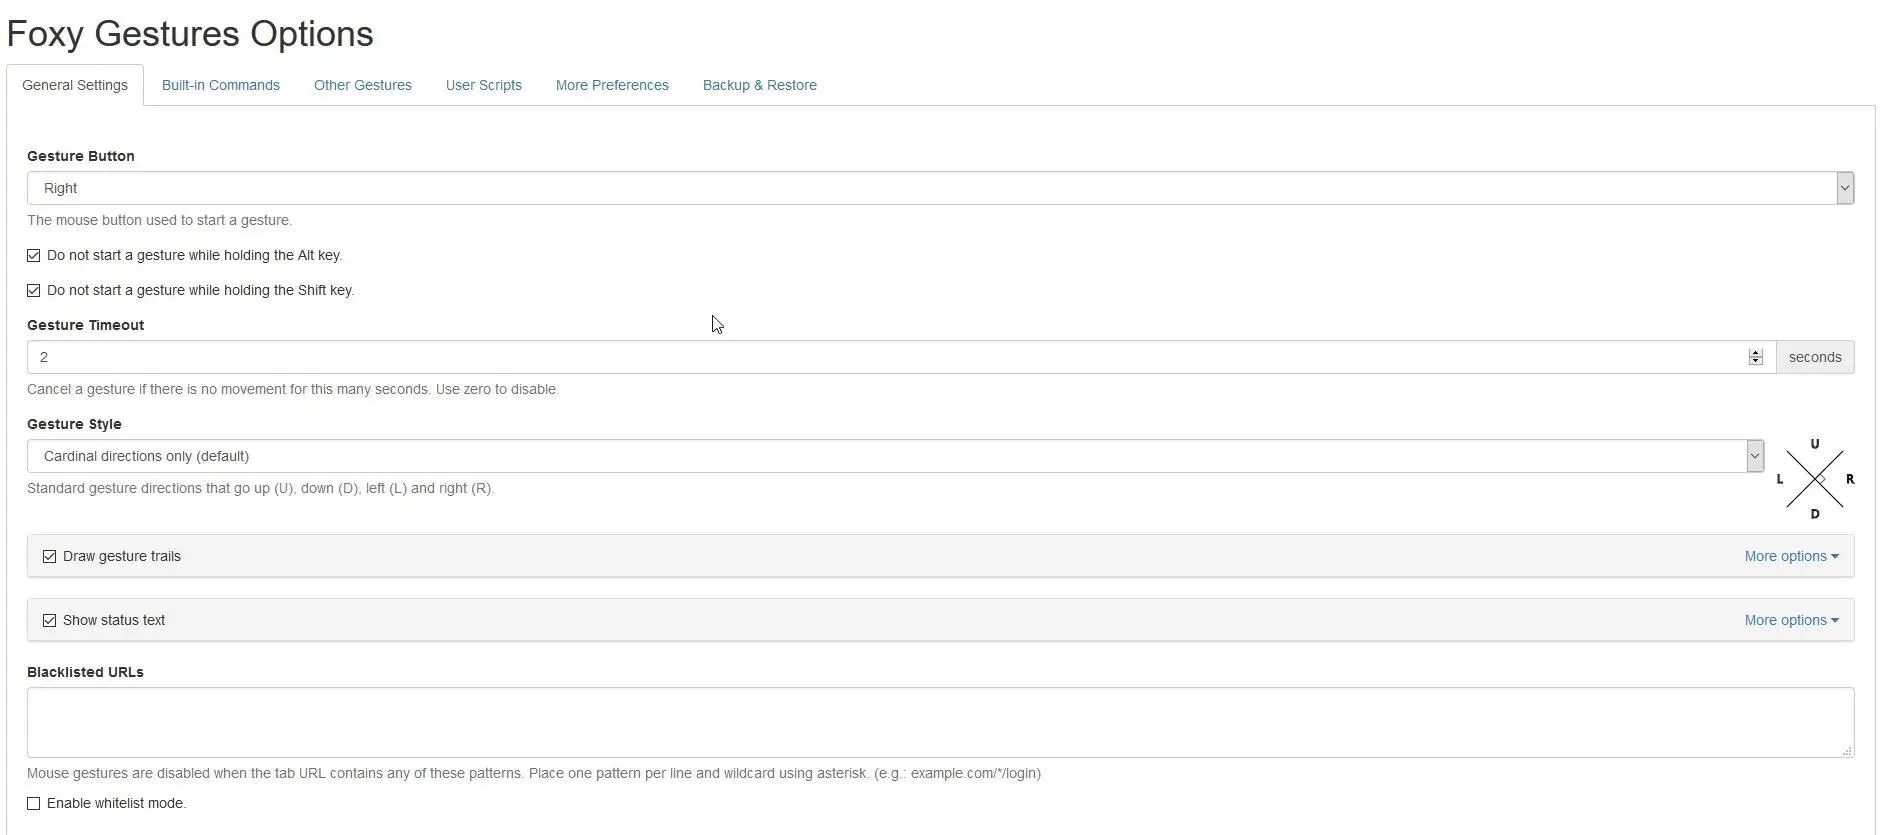 Foxy Gestures Options
General Settings Built-in Commands Other Gestures User Scripts More Preferences Backup & Restore
Gesture Button
Right
The mouse button used to start a gesture.
Do not start a gesture while holding the Alt key.
Do not start a gesture while holding the Shift key.
Gesture Timeout
2 seconds
Cancel a gesture if there is no movement for this many seconds. Use zero to disable.
Gesture Style
Cardinal directions only (default)
Standard gesture directions that go up (U), down (D), left (L) and right (R).
U
L R
D
Draw gesture trails More options
Show status text More options
Blacklisted URLs
Mouse gestures are disabled when the tab URL contains any of these patterns. Place one pattern per line and wildcard using asterisk. (e.g.: example.com/*/login)
Enable whitelist mode.